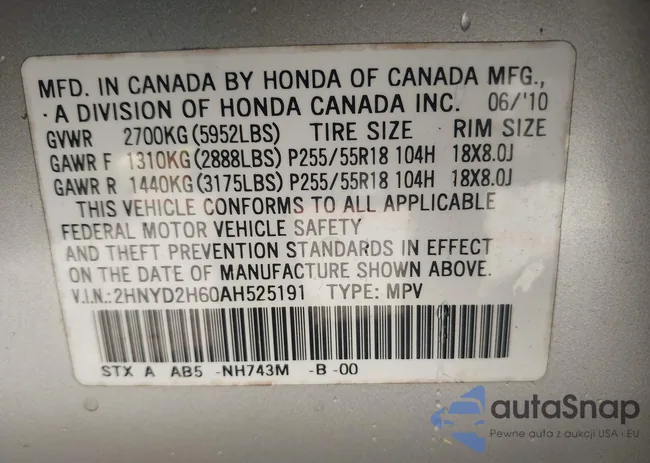 MFD. IN CANADA BY HONDA OF CANADA MFG.,
A DIVISION OF HONDA CANADA INC. 06/'10
GVWR 2700KG (5952LBS) TIRE SIZE RIM SIZE
GAWR F 1310KG (2888LBS) P255/55R18 104H 18X8.0J
GAWR R 1440KG (3175LBS) P255/55R18 104H 18X8.0J
THIS VEHICLE CONFORMS TO ALL APPLICABLE
FEDERAL MOTOR VEHICLE SAFETY
AND THEFT PREVENTION STANDARDS IN EFFECT
ON THE DATE OF MANUFACTURE SHOWN ABOVE.
V.I.N.:2HNYD2H60AH525191 TYPE: MPV
STX A AB5 -NH743M -B -00
autaSnap
Pewne auta z aukcji USA i EU